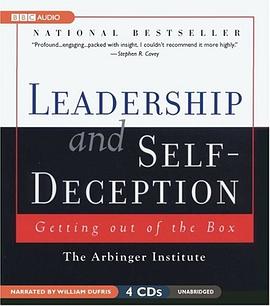 BBC AUDIO
NATIONAL BESTSELLER
"Profound...engaging...packed with insight. I couldn't recommend it more highly."
—Stephen R. Covey
LEADERSHIP
and SELF-
DECEPTION
Getting out of the Box
The Arbinger Institute
NARRATED BY WILLIAM DUFRIS 4 CDs UNABRIDGED